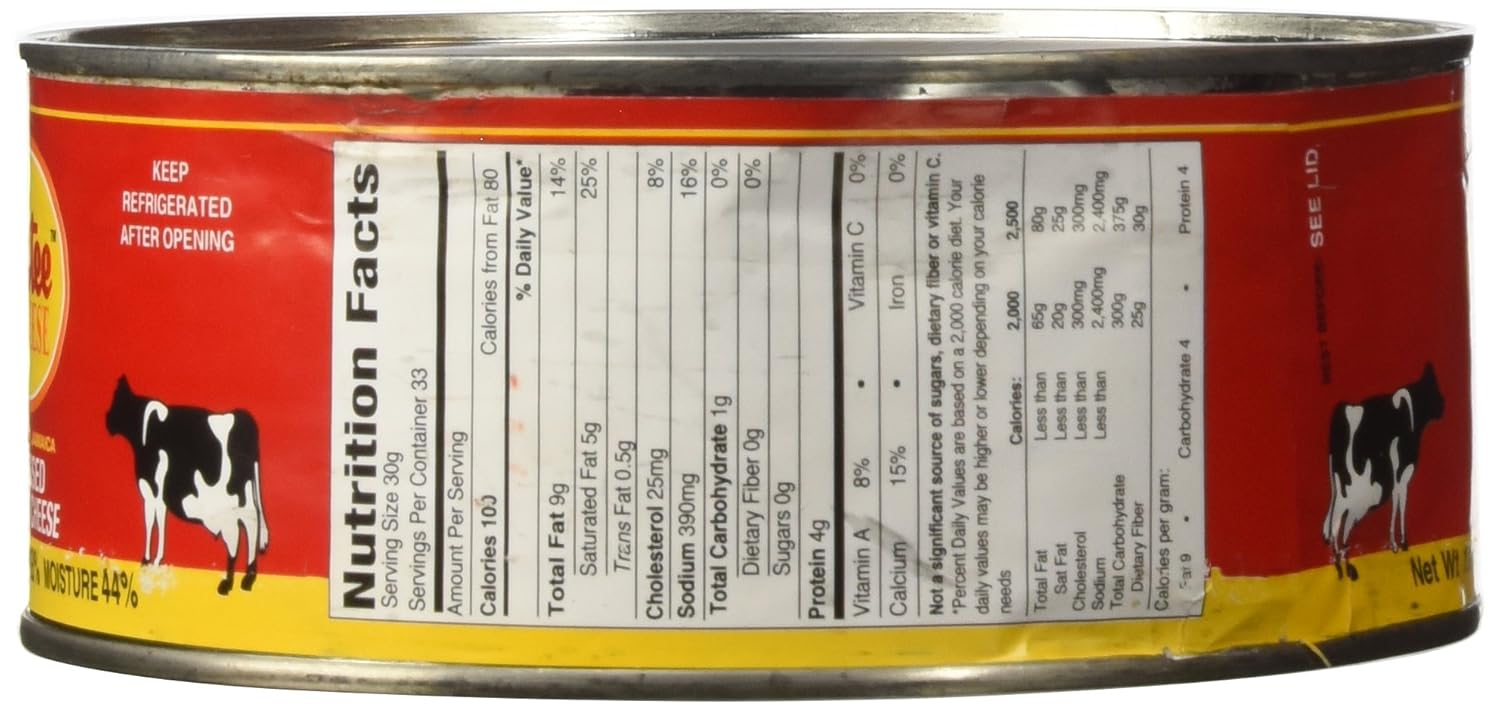 KEEP
REFRIGERATED
AFTER OPENING
Tee
™
JAMAICA
MOISTURE 44%
Nutrition Facts
Serving Size 30g
Servings Per Container 33
Amount Per Serving
Calories 100 Calories from Fat 80
% Daily Value*
Total Fat 9g 14%
Saturated Fat 5g 25%
Trans Fat 0.5g
Cholesterol 25mg 8%
Sodium 390mg 16%
Total Carbohydrate 1g 0%
Dietary Fiber 0g 0%
Sugars 0g
Protein 4g
Vitamin A 8% • Vitamin C 0%
Calcium 15% • Iron 0%
Not a significant source of sugars, dietary fiber or vitamin C.
*Percent Daily Values are based on a 2,000 calorie diet. Your
daily values may be higher or lower depending on your calorie
needs
Calories: 2,000 2,500
Total Fat Less than 65g 80g
Sat Fat Less than 20g 25g
Cholesterol Less than 300mg 300mg
Sodium Less than 2,400mg 2,400mg
Total Carbohydrate 300g 375g
Dietary Fiber 25g 30g
Calories per gram:
Fat 9 • Carbohydrate 4 • Protein 4
BEST BEFORE: SEE LID
Net Wt